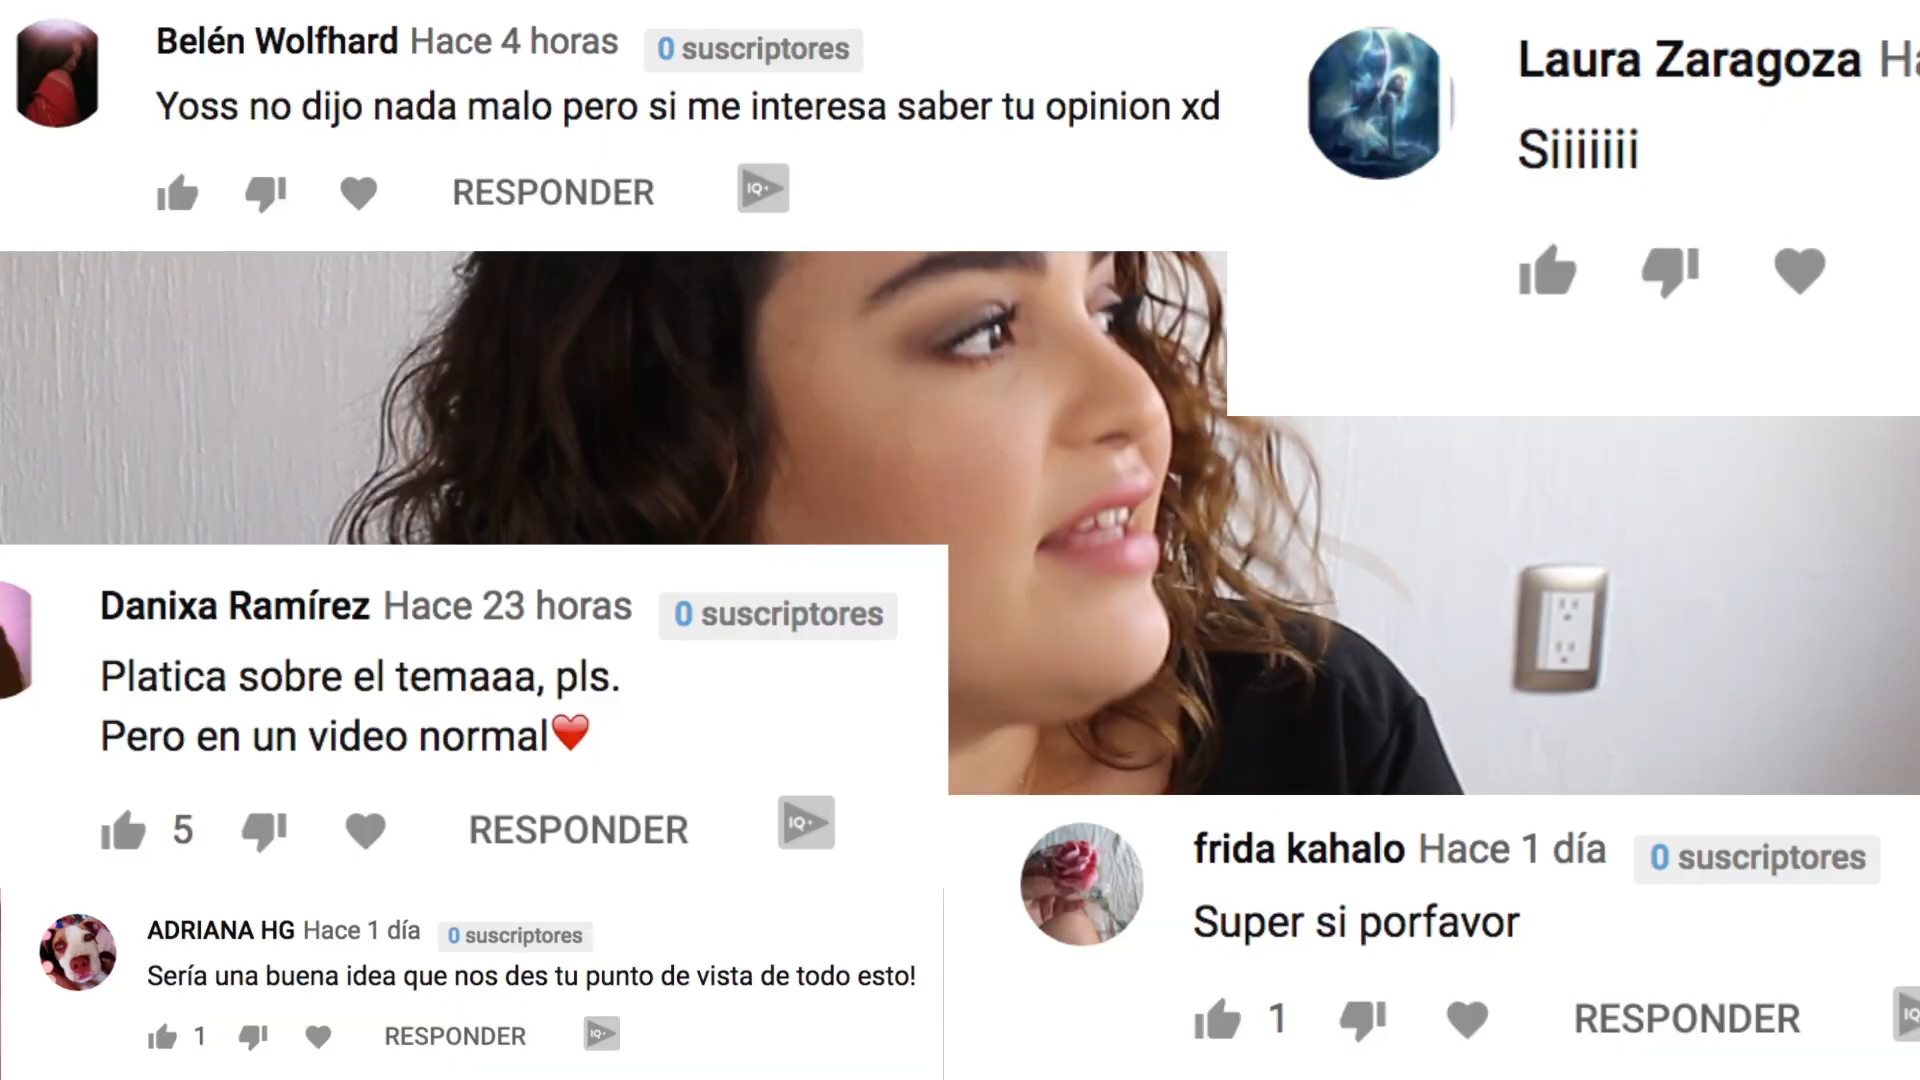 Belén Wolfhard Hace 4 horas 0 suscriptores
Yoss no dijo nada malo pero si me interesa saber tu opinion xd
RESPONDER IQ+
Laura Zaragoza Ha
Siiiiiii
Danixa Ramírez Hace 23 horas 0 suscriptores
Platica sobre el temaaa, pls.
Pero en un video normal❤️
5 RESPONDER IQ+
ADRIANA HG Hace 1 día 0 suscriptores
Sería una buena idea que nos des tu punto de vista de todo esto!
1 RESPONDER IQ+
frida kahalo Hace 1 día 0 suscriptores
Super si porfavor
1 RESPONDER IQ